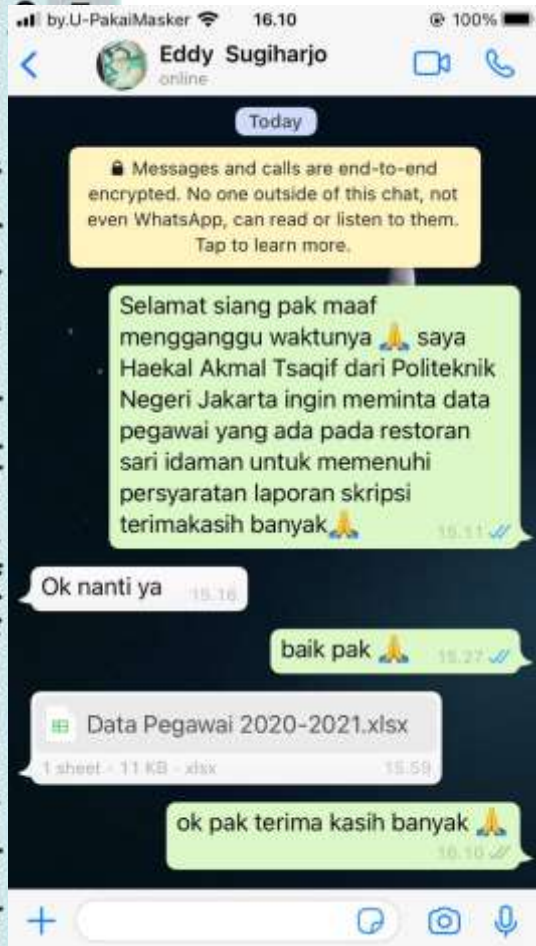 by.U-PakaiMasker 16.10 100%
Eddy Sugiharjo
online
Today
🔒 Messages and calls are end-to-end
encrypted. No one outside of this chat, not
even WhatsApp, can read or listen to them.
Tap to learn more.
Selamat siang pak maaf
mengganggu waktunya 🙏 saya
Haekal Akmal Tsaqif dari Politeknik
Negeri Jakarta ingin meminta data
pegawai yang ada pada restoran
sari idaman untuk memenuhi
persyaratan laporan skripsi
terimakasih banyak🙏 15.11
Ok nanti ya 15.16
baik pak 🙏 15.27
Data Pegawai 2020-2021.xlsx
1 sheet - 11 KB - xlsx 15.59
ok pak terima kasih banyak 🙏
16.10